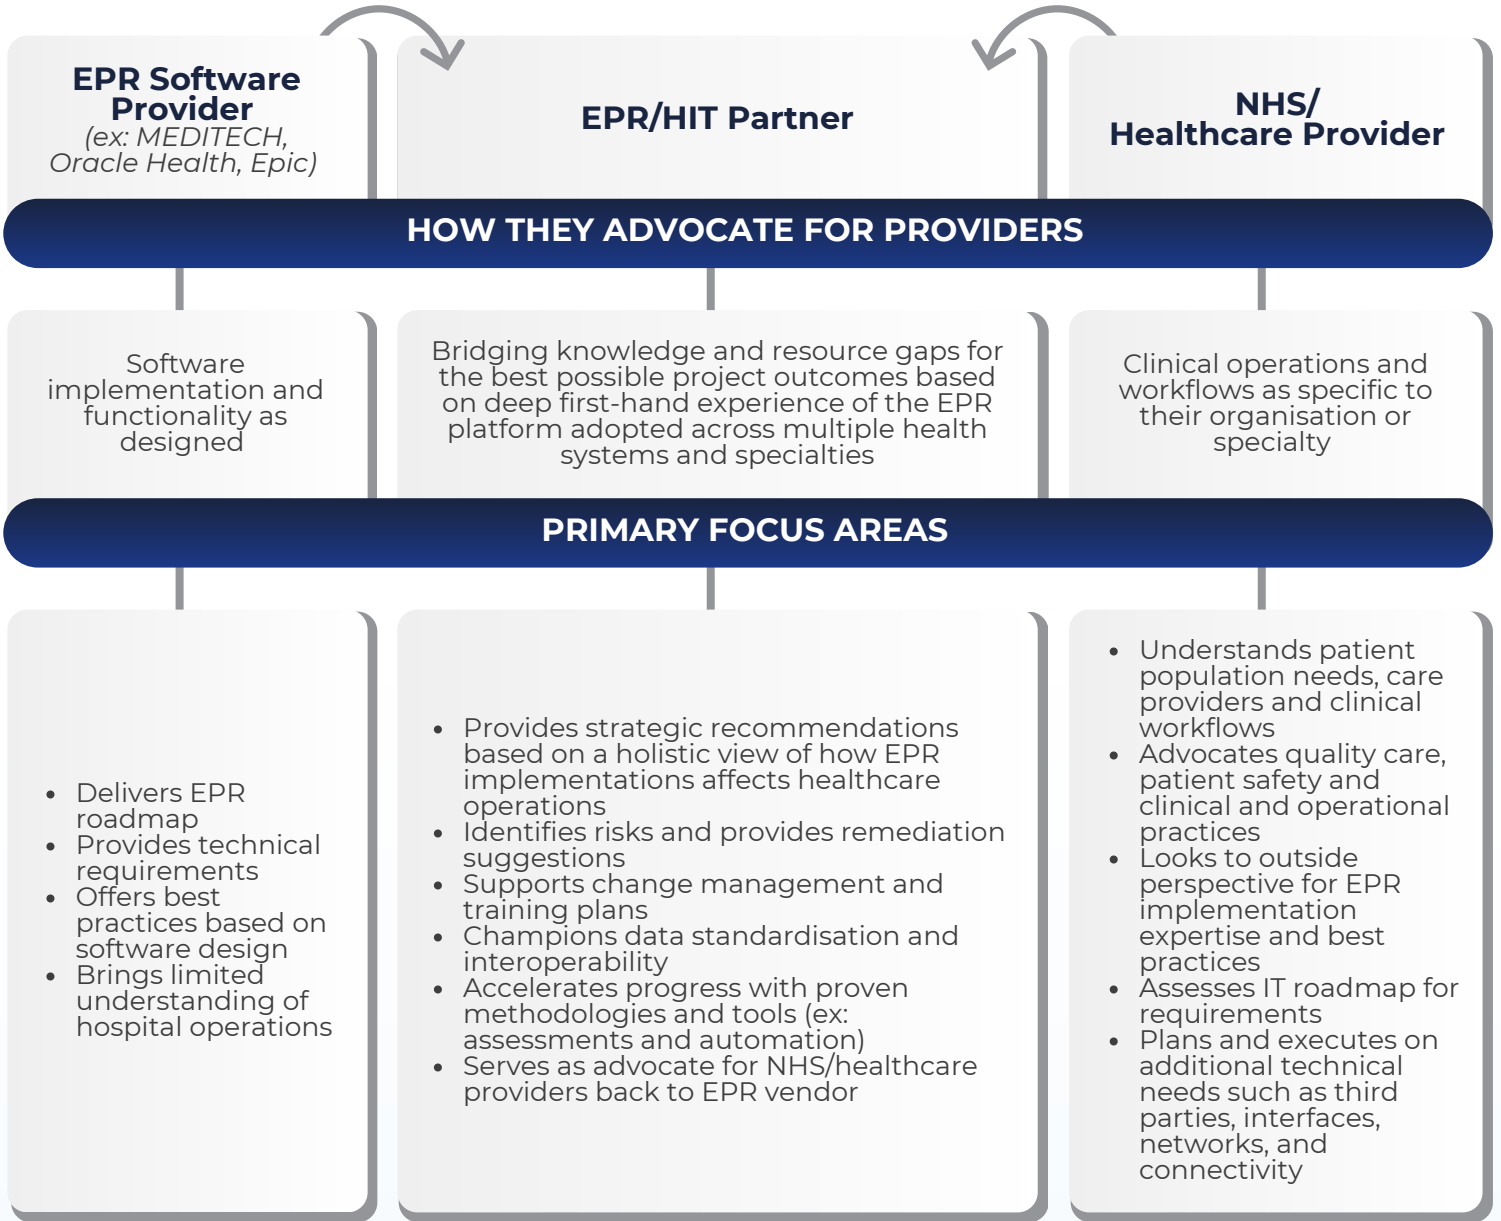 EPR Software
Provider
(ex: MEDITECH,
Oracle Health, Epic)
EPR/HIT Partner
NHS/
Healthcare Provider
HOW THEY ADVOCATE FOR PROVIDERS
Software
implementation and
functionality as
designed
Bridging knowledge and resource gaps for
the best possible project outcomes based
on deep first-hand experience of the EPR
platform adopted across multiple health
systems and specialties
Clinical operations and
workflows as specific to
their organisation or
specialty
PRIMARY FOCUS AREAS
• Delivers EPR
roadmap
• Provides technical
requirements
• Offers best
practices based on
software design
• Brings limited
understanding of
hospital operations
• Provides strategic recommendations
based on a holistic view of how EPR
implementations affects healthcare
operations
• Identifies risks and provides remediation
suggestions
• Supports change management and
training plans
• Champions data standardisation and
interoperability
• Accelerates progress with proven
methodologies and tools (ex:
assessments and automation)
• Serves as advocate for NHS/healthcare
providers back to EPR vendor
• Understands patient
population needs, care
providers and clinical
workflows
• Advocates quality care,
patient safety and
clinical and operational
practices
• Looks to outside
perspective for EPR
implementation
expertise and best
practices
• Assesses IT roadmap for
requirements
• Plans and executes on
additional technical
needs such as third
parties, interfaces,
networks, and
connectivity